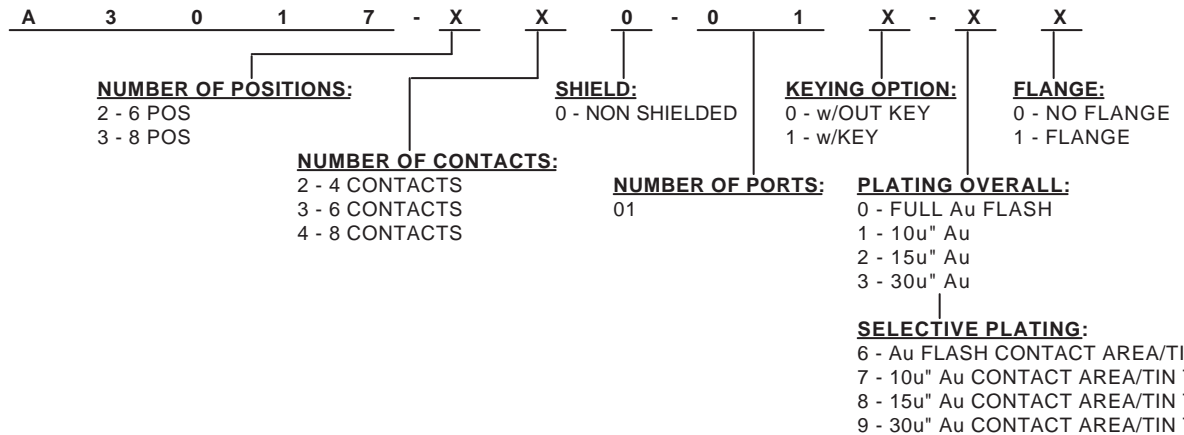 A 3 0 1 7 - X X 0 - 0 1 X - X X
NUMBER OF POSITIONS:
2 - 6 POS
3 - 8 POS
NUMBER OF CONTACTS:
2 - 4 CONTACTS
3 - 6 CONTACTS
4 - 8 CONTACTS
SHIELD:
0 - NON SHIELDED
NUMBER OF PORTS:
01
KEYING OPTION:
0 - w/OUT KEY
1 - w/KEY
PLATING OVERALL:
0 - FULL Au FLASH
1 - 10u" Au
2 - 15u" Au
3 - 30u" Au
SELECTIVE PLATING:
6 - Au FLASH CONTACT AREA/
7 - 10u" Au CONTACT AREA/TIN
8 - 15u" Au CONTACT AREA/TIN
9 - 30u" Au CONTACT AREA/TIN
FLANGE:
0 - NO FLANGE
1 - FLANGE